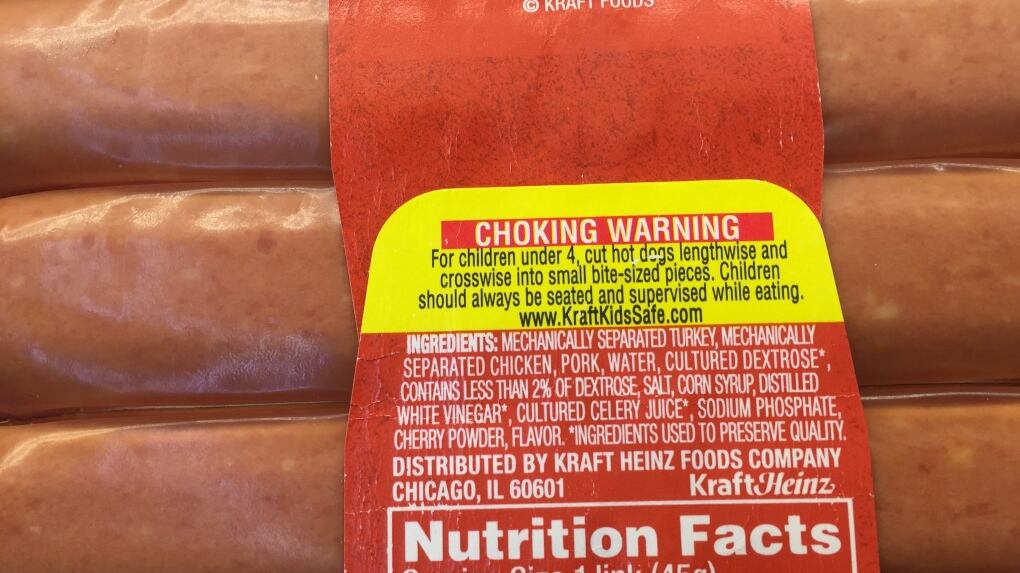 © KRAFT FOODS
CHOKING WARNING
For children under 4, cut hot dogs lengthwise and
crosswise into small bite-sized pieces. Children
should always be seated and supervised while eating.
www.KraftKidsSafe.com
INGREDIENTS: MECHANICALLY SEPARATED TURKEY, MECHANICALLY
SEPARATED CHICKEN, PORK, WATER, CULTURED DEXTROSE*,
CONTAINS LESS THAN 2% OF DEXTROSE, SALT, CORN SYRUP, DISTILLED
WHITE VINEGAR*, CULTURED CELERY JUICE*, SODIUM PHOSPHATE,
CHERRY POWDER, FLAVOR. *INGREDIENTS USED TO PRESERVE QUALITY.
DISTRIBUTED BY KRAFT HEINZ FOODS COMPANY
CHICAGO, IL 60601 KraftHeinz
Nutrition Facts
Size 1 link (45g)